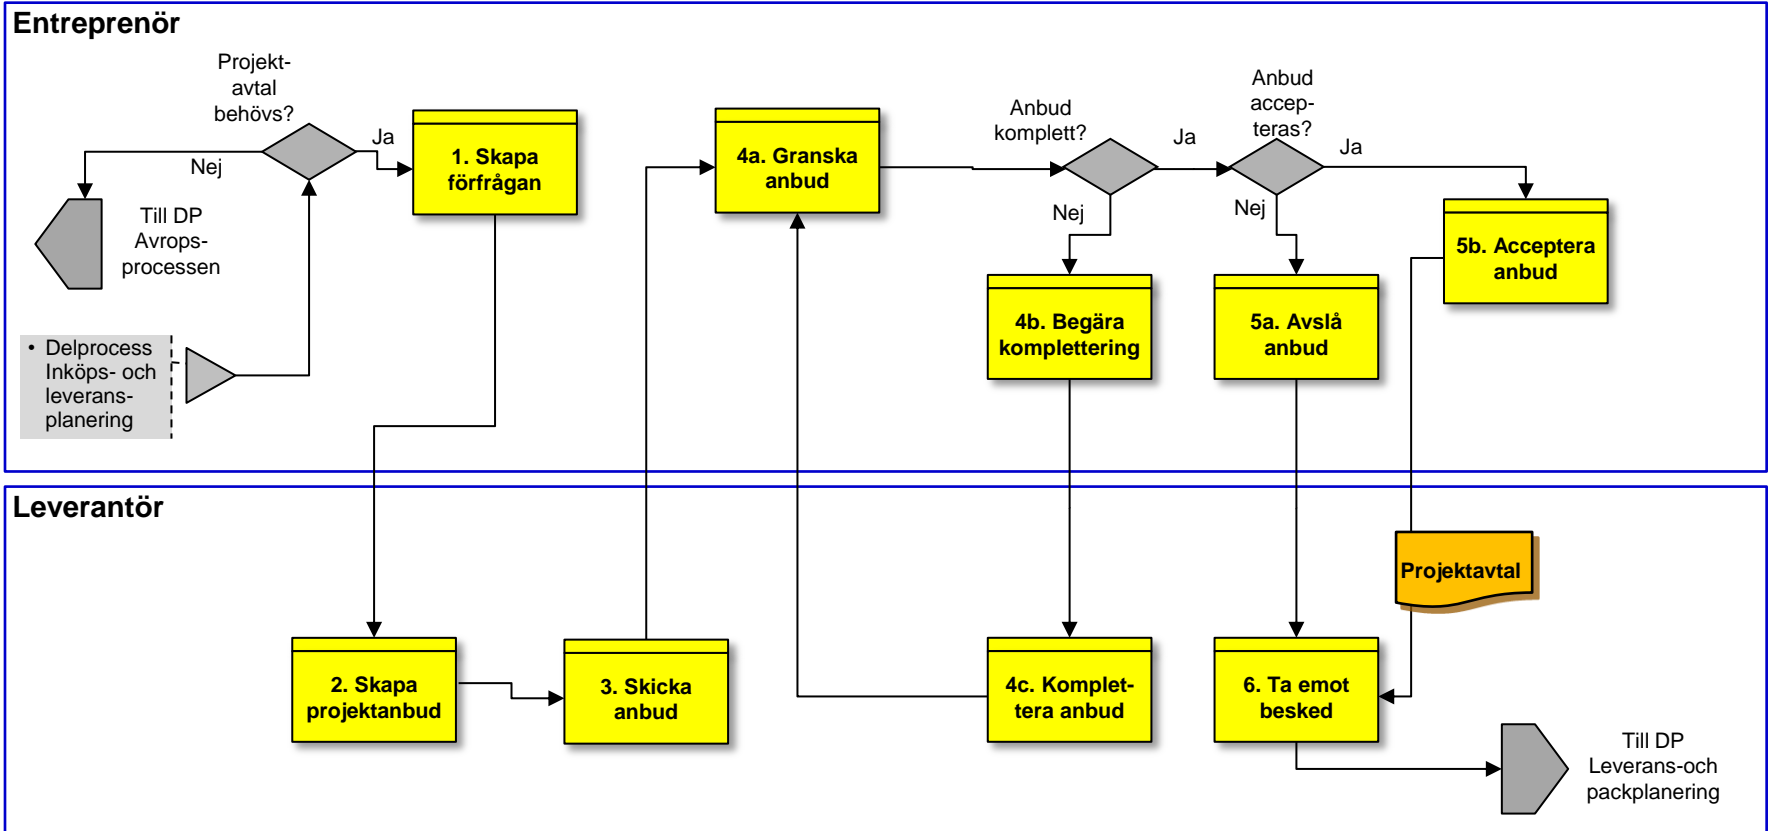 Entreprenör
Projekt-
avtal
behövs?
Nej
Ja
1. Skapa
förfrågan
Till DP
Avrops-
processen
• Delprocess
Inköps- och
leverans-
planering
4a. Granska
anbud
Anbud
komplett?
Ja
Nej
Anbud
accep-
teras?
Ja
Nej
4b. Begära
komplettering
5a. Avslå
anbud
5b. Acceptera
anbud
Leverantör
2. Skapa
projektanbud
3. Skicka
anbud
4c. Komplet-
tera anbud
6. Ta emot
besked
Projektavtal
Till DP
Leverans-och
packplanering